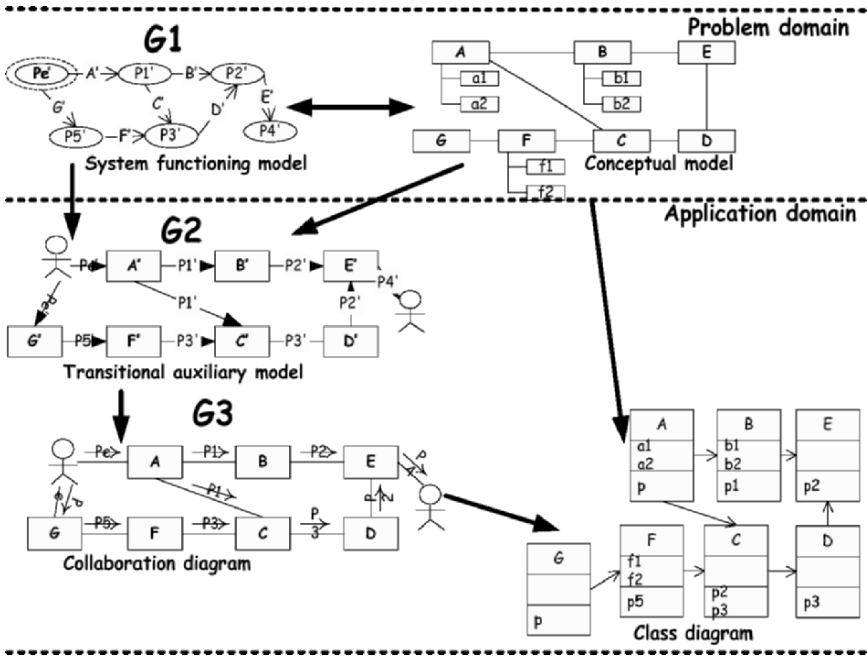 Problem domain
G1
A
B
E
Pe'
A'
P1'
B'
P2'
a1
b1
a2
b2
G'
C'
D'
E'
P5'
F'
P3'
P4'
G
F
C
D
System functioning model
f1
Conceptual model
f2
Application domain
G2
A'
P1'
B'
P2'
E'
P4'
P1'
P2'
G'
P5
F'
P3'
C'
P3'
D'
Transitional auxiliary model
G3
Pe
A
P1
B
P2
E
P
4
P1
P
2
G
P5
F
P3
C
P
3
D
Collaboration diagram
A
B
E
a1
b1
a2
b2
p
p1
p2
G
F
C
D
f1
f2
p5
p2
p3
p3
p
Class diagram